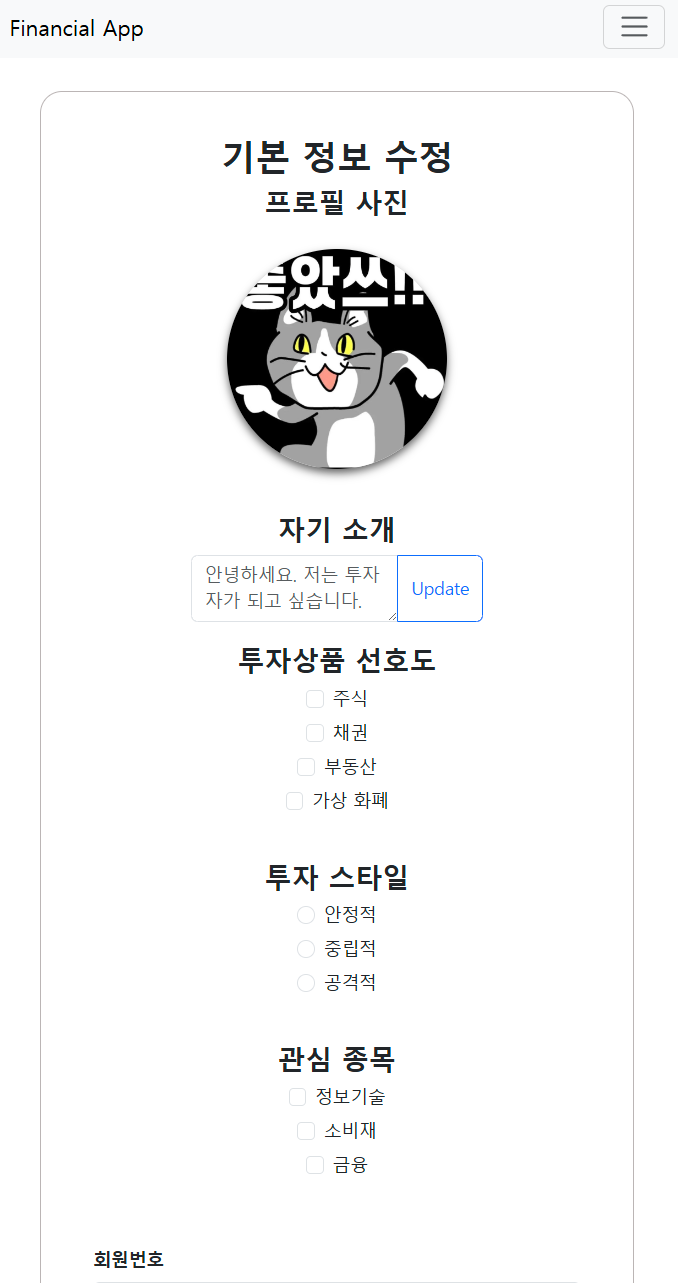 Financial App
기본 정보 수정
프로필 사진
좋았쓰!!
자기 소개
안녕하세요. 저는 투자
자가 되고 싶습니다.
Update
투자상품 선호도
주식
채권
부동산
가상 화폐
투자 스타일
안정적
중립적
공격적
관심 종목
정보기술
소비재
금융
회원번호